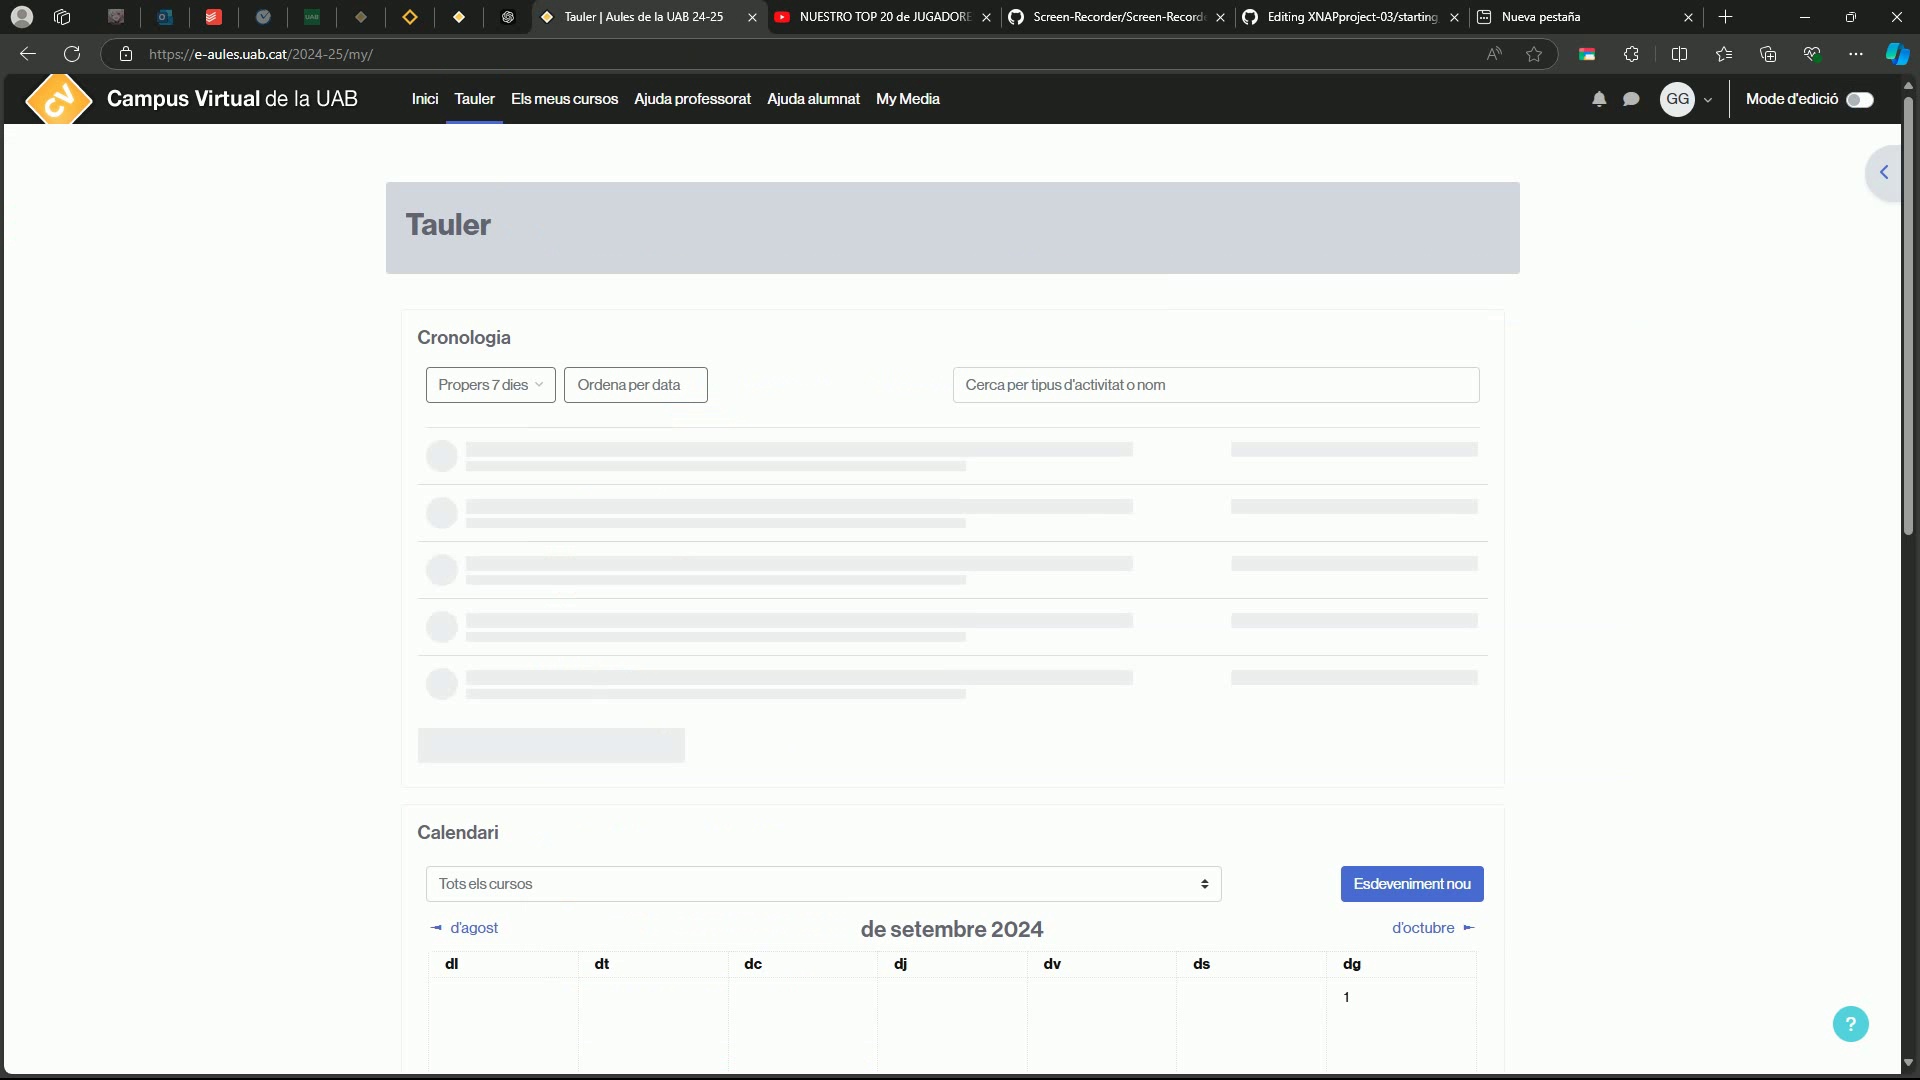 Tauler | Aules de la UAB 24-25
NUESTRO TOP 20 de JUGADORE
Screen-Recorder/Screen-Recorde
Editing XNAPproject-03/starting
Nueva pestaña
https://e-aules.uab.cat/2024-25/my/
Campus Virtual de la UAB
Inici
Tauler
Els meus cursos
Ajuda professorat
Ajuda alumnat
My Media
GG
Mode d'edició
Tauler
Cronologia
Propers 7 dies
Ordena per data
Cerca per tipus d'activitat o nom
Calendari
Tots els cursos
Esdeveniment nou
◄ d'agost
de setembre 2024
d'octubre ►
dl
dt
dc
dj
dv
ds
dg
1
?